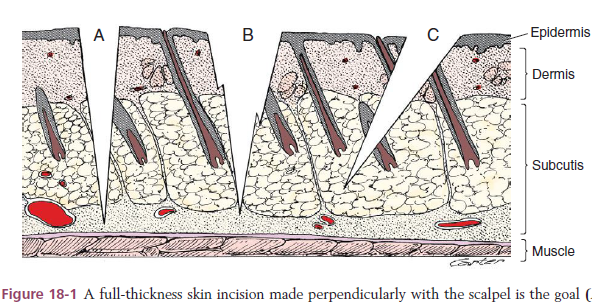 A B C Epidermis
Dermis
Subcutis
Muscle
Figure 18-1 A full-thickness skin incision made perpendicularly with the scalpel is the goal (